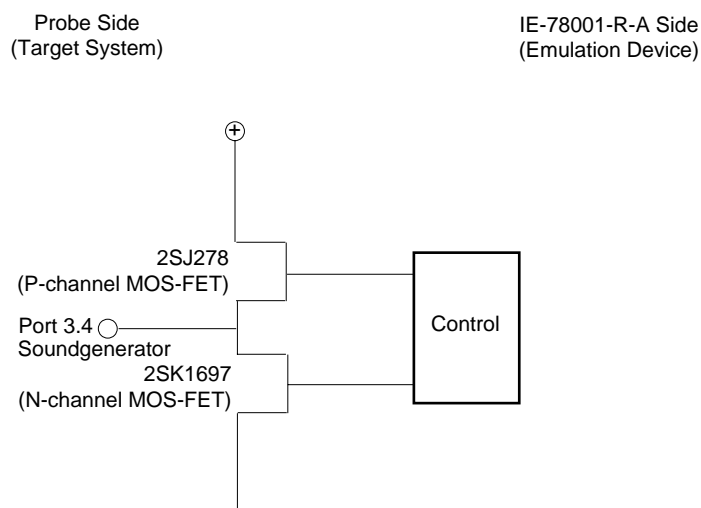 Probe Side
(Target System)
IE-78001-R-A Side
(Emulation Device)
+
2SJ278
(P-channel MOS-FET)
Port 3.4
Soundgenerator
2SK1697
(N-channel MOS-FET)
Control